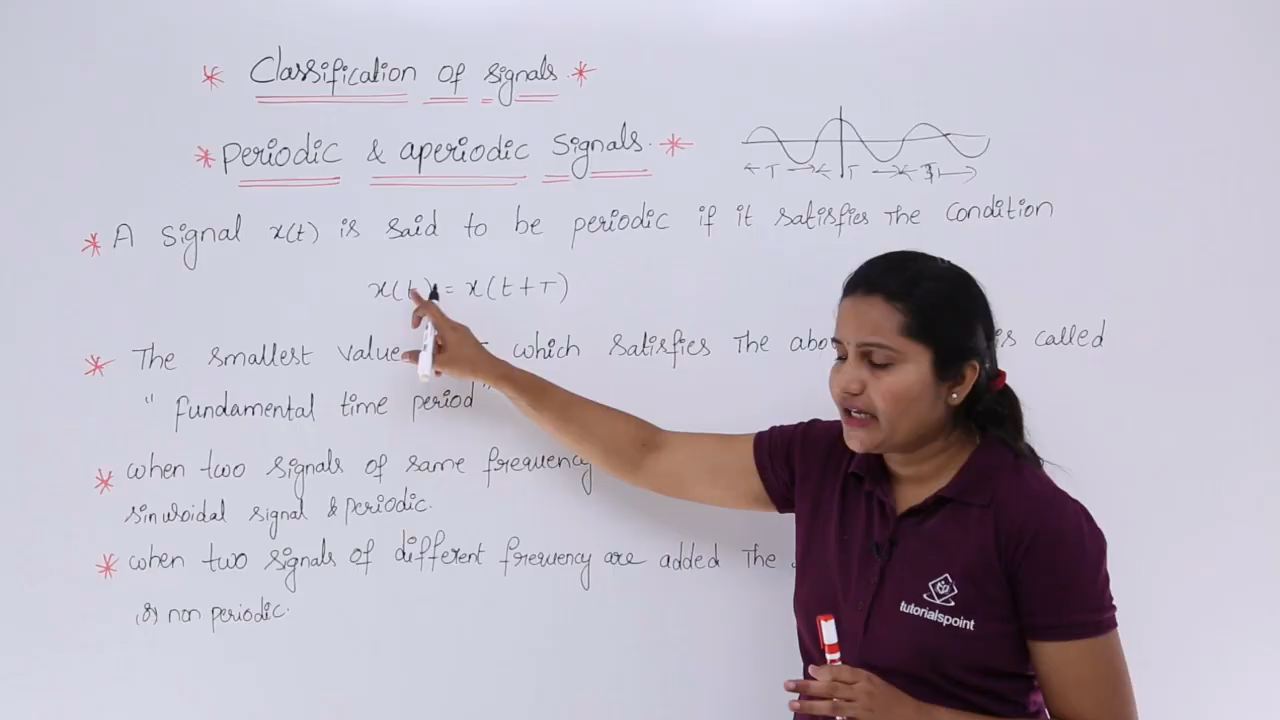 * Classification of signals *
* Periodic & aperiodic Signals. *
← T → ← T → ← T →
* A Signal x(t) is said to be periodic if it satisfies the condition
x(t) = x(t+T)
* The smallest value which satisfies the is called
" fundamental time period"
* when two signals of same frequency
sinusoidal signal & periodic.
* when two signals of different frequency are added The
(or) non periodic.
tutorialspoint